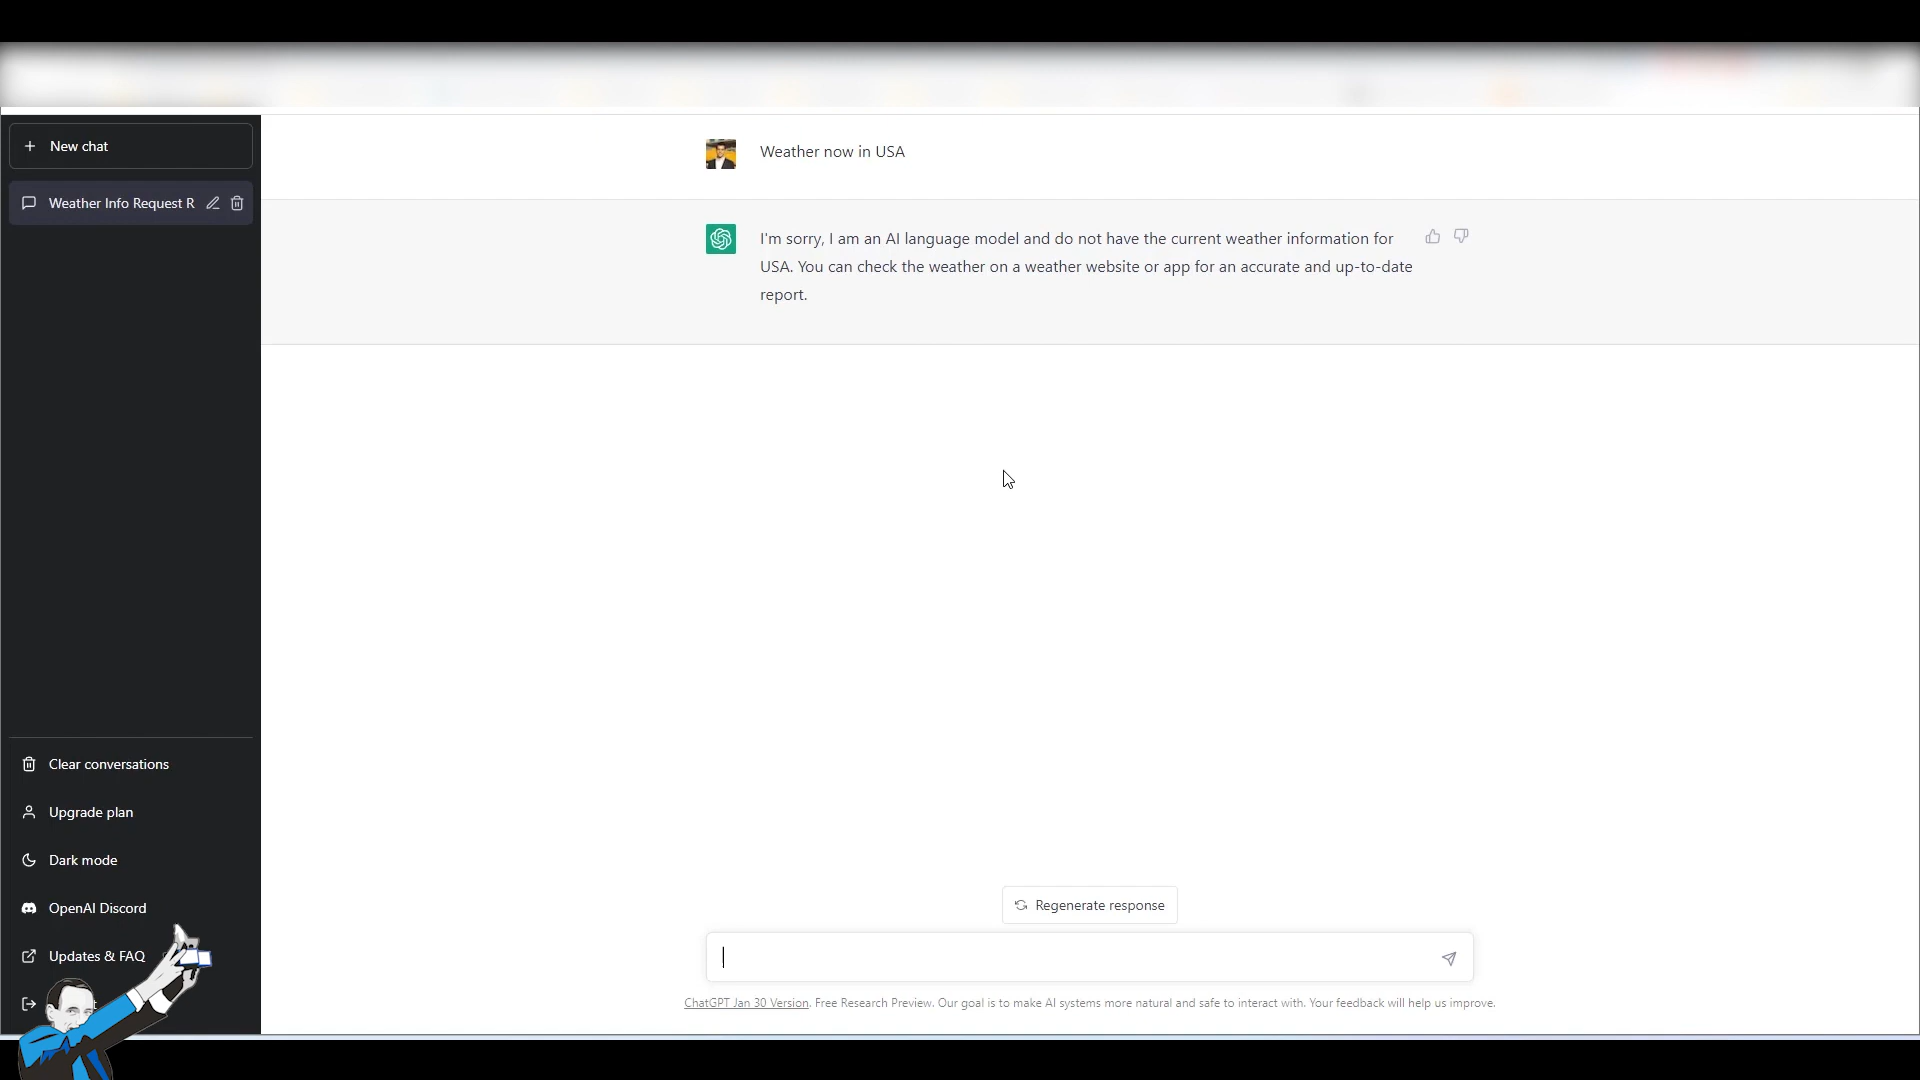 New chat
Weather Info Request R
Weather now in USA
I'm sorry, I am an AI language model and do not have the current weather information for
USA. You can check the weather on a weather website or app for an accurate and up-to-date
report.
Clear conversations
Upgrade plan
Dark mode
OpenAI Discord
Updates & FAQ
Regenerate response
ChatGPT Jan 30 Version. Free Research Preview. Our goal is to make AI systems more natural and safe to interact with. Your feedback will help us improve.